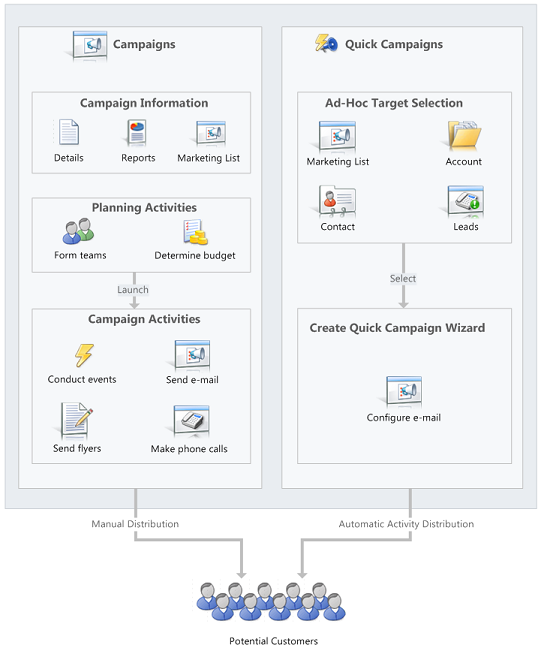 Campaigns
Campaign Information
Details
Reports
Marketing List
Planning Activities
Form teams
Determine budget
Launch
Campaign Activities
Conduct events
Send e-mail
Send flyers
Make phone calls
Quick Campaigns
Ad-Hoc Target Selection
Marketing List
Account
Contact
Leads
Select
Create Quick Campaign Wizard
Configure e-mail
Manual Distribution
Automatic Activity Distribution
Potential Customers